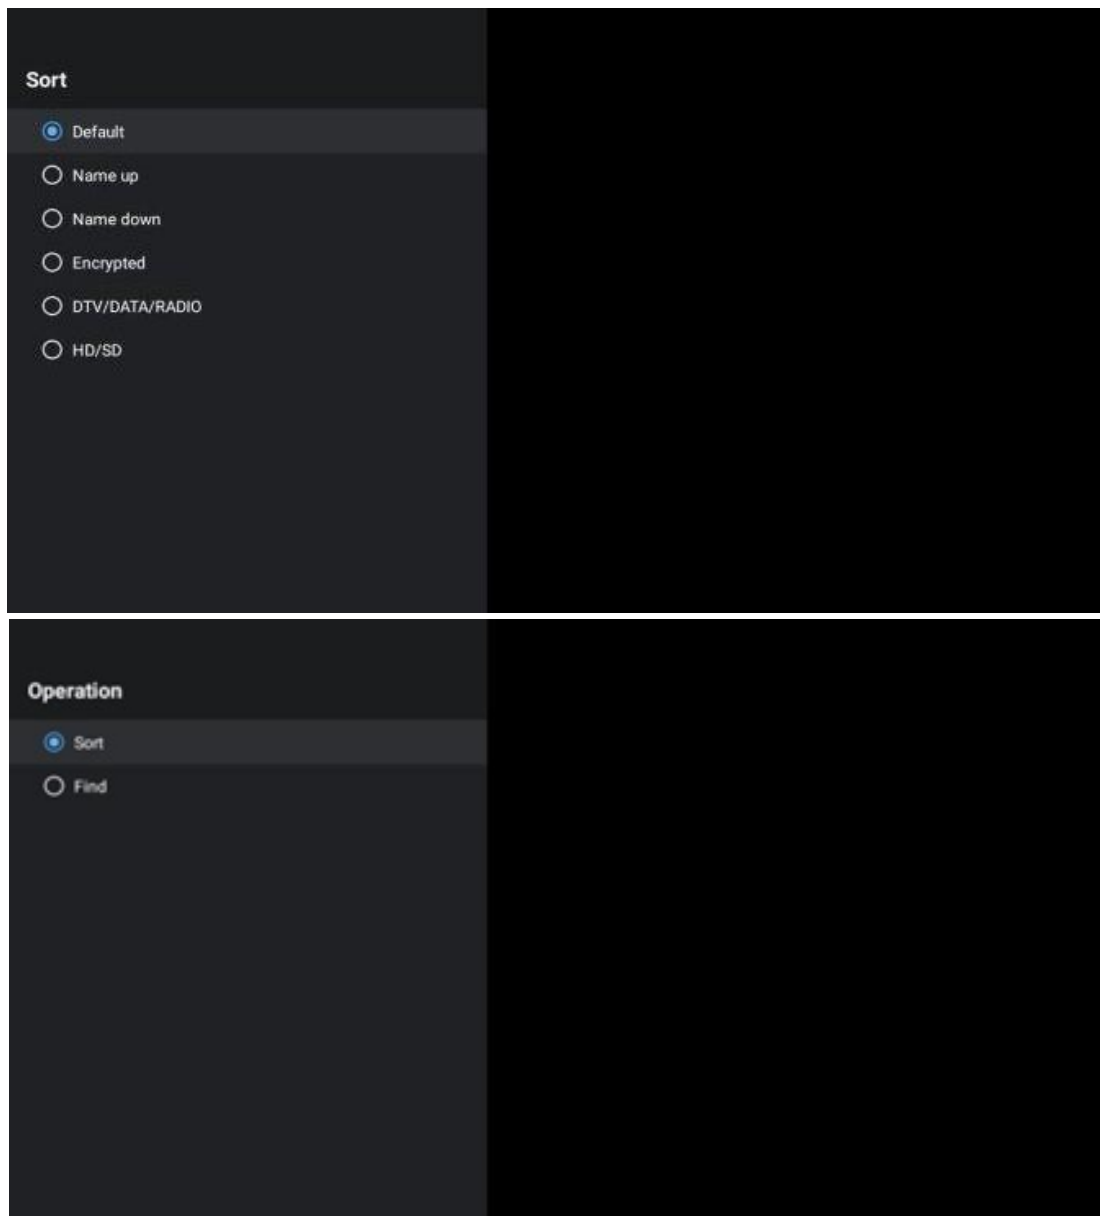 Sort
Default
Name up
Name down
Encrypted
DTV/DATA/RADIO
HD/SD
Operation
Sort
Find